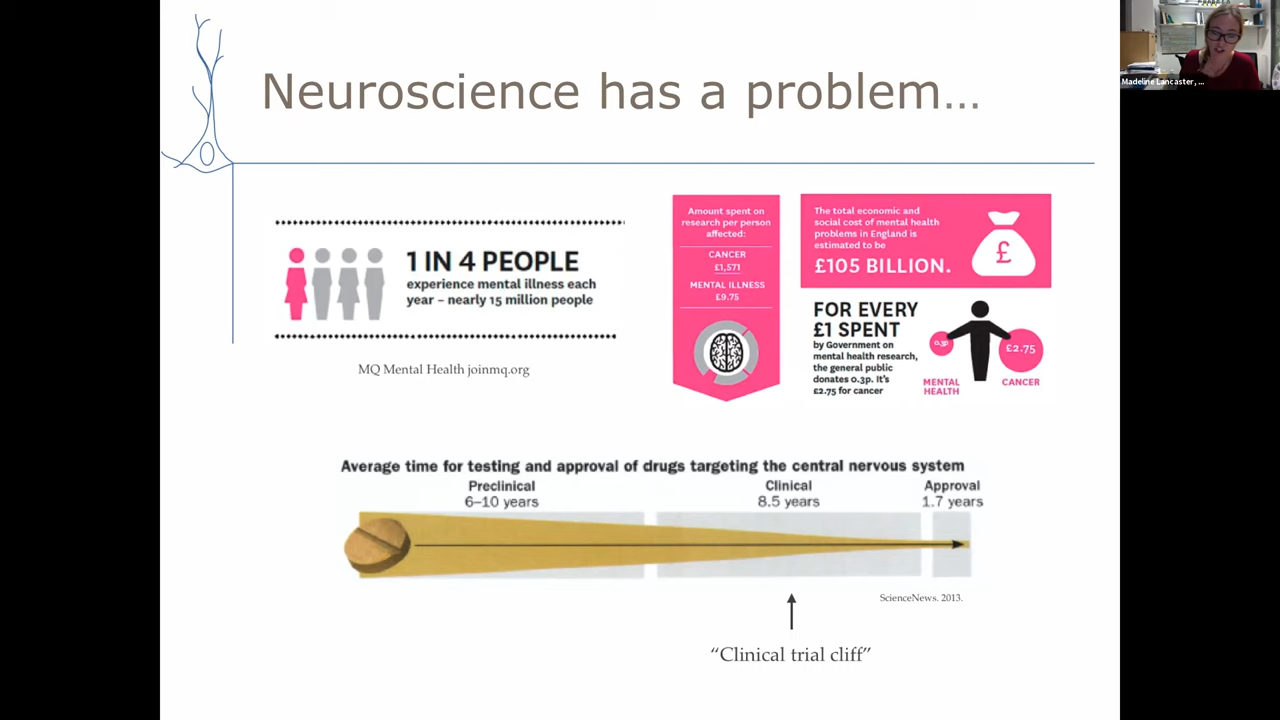 Neuroscience has a problem...
Madeline Lancaster, ...
1 IN 4 PEOPLE
experience mental illness each
year – nearly 15 million people
MQ Mental Health joinmq.org
Amount spent on
research per person
affected:
CANCER
£1,571
MENTAL ILLNESS
£9.75
The total economic and
social cost of mental health
problems in England is
estimated to be
£105 BILLION.
£
FOR EVERY
£1 SPENT
by Government on
mental health research,
the general public
donates 0.3p. It's
£2.75 for cancer
0.3p
£2.75
MENTAL
HEALTH
CANCER
Average time for testing and approval of drugs targeting the central nervous system
Preclinical
6–10 years
Clinical
8.5 years
Approval
1.7 years
ScienceNews. 2013.
“Clinical trial cliff”